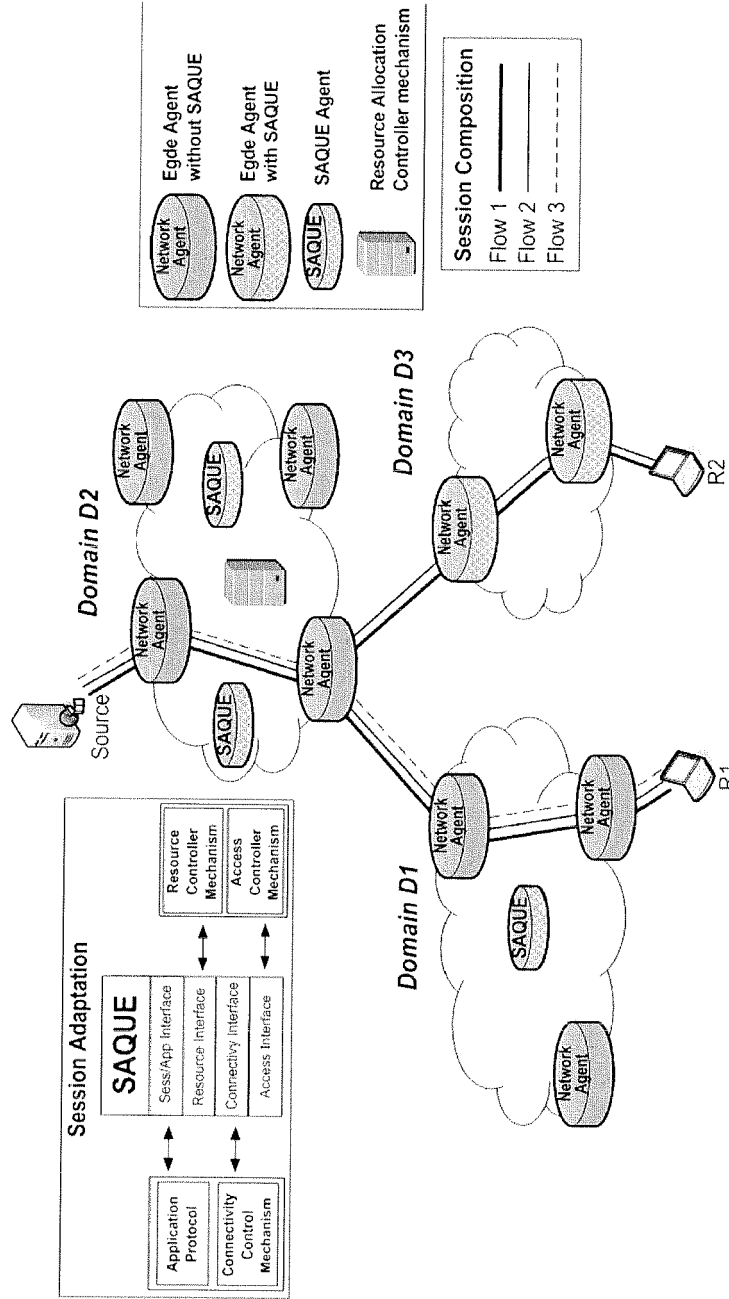 Session Adaptation
Application
Protocol
Connectivity
Control
Mechanism
SAQUE
Sess/App Interface
Resource Interface
Connectivy Interface
Access Interface
Resource
Controller
Mechanism
Access
Controller
Mechanism
Source
Domain D2
Network
Agent
Network
Agent
Network
Agent
Network
Agent
SAQUE
SAQUE
Domain D1
Network
Agent
Network
Agent
Network
Agent
SAQUE
R1
Domain D3
Network
Agent
Network
Agent
R2
Network
Agent
Egde Agent
without SAQUE
Network
Agent
Egde Agent
with SAQUE
SAQUE
SAQUE Agent
Resource Allocation
Controller mechanism
Session Composition
Flow 1
Flow 2
Flow 3